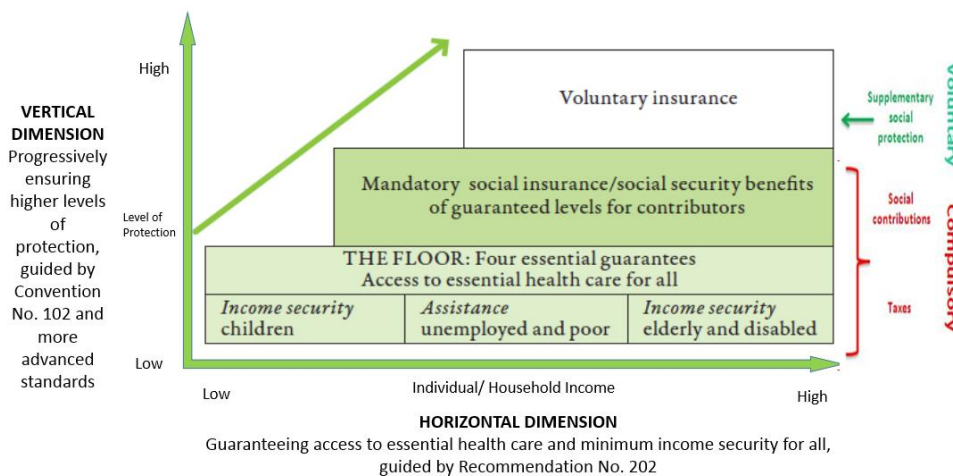 High
VERTICAL
DIMENSION
Progressively
ensuring
higher levels
of
protection,
guided by
Convention
No. 102 and
more
advanced
standards
Level of
Protection
Low
Voluntary insurance
Mandatory social insurance/social security benefits
of guaranteed levels for contributors
THE FLOOR: Four essential guarantees
Access to essential health care for all
Income security
children
Assistance
unemployed and poor
Income security
elderly and disabled
Supplementary
social
protection
Voluntary
Social
contributions
Taxes
Compulsory
Low
Individual/ Household Income
High
HORIZONTAL DIMENSION
Guaranteeing access to essential health care and minimum income security for all,
guided by Recommendation No. 202